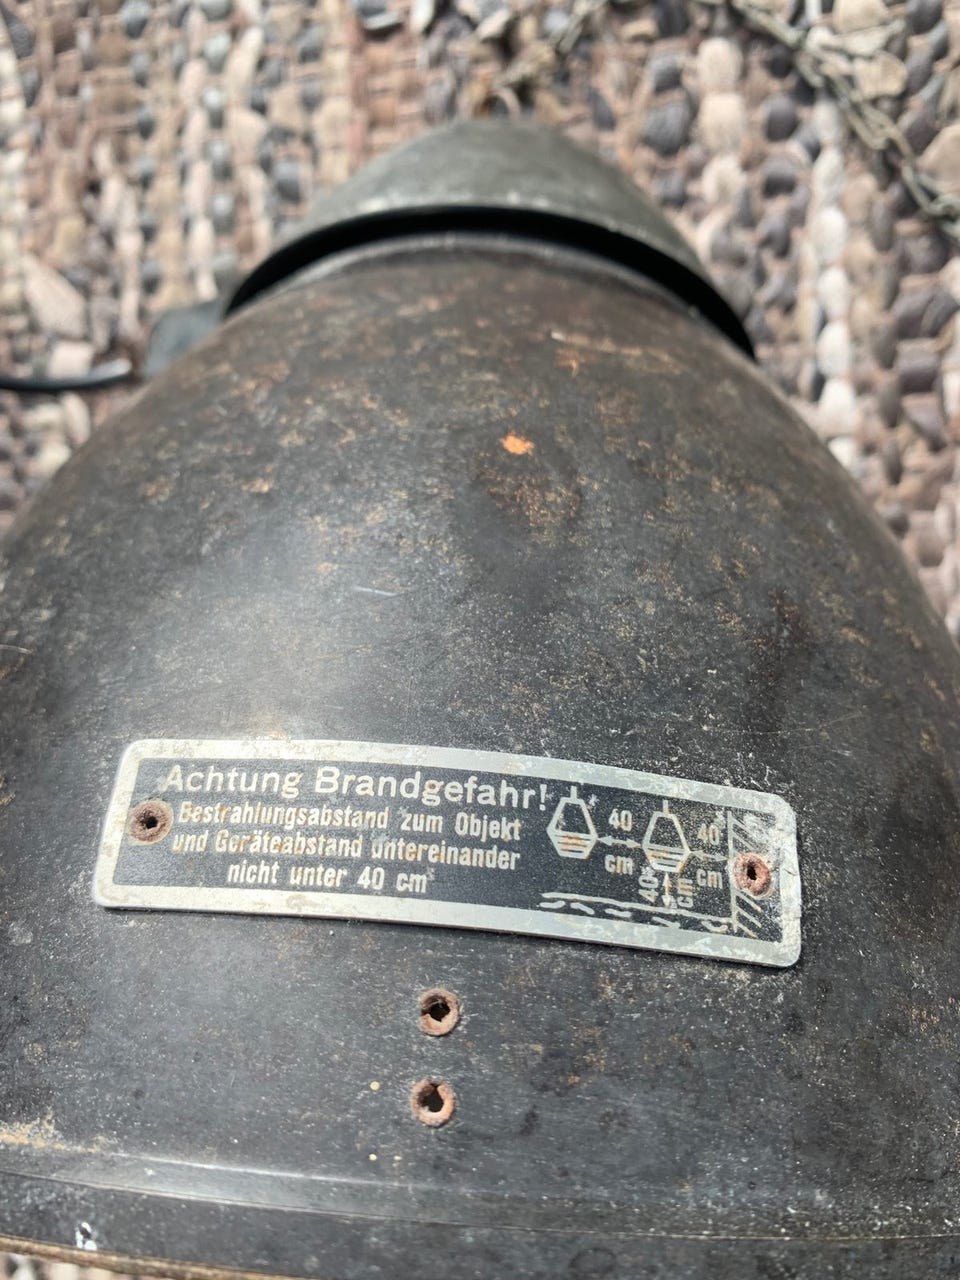 Achtung Brandgefahr!
Bestrahlungsabstand zum Objekt
und Geräteabstand untereinander
nicht unter 40 cm
40
cm
40
cm
40
cm